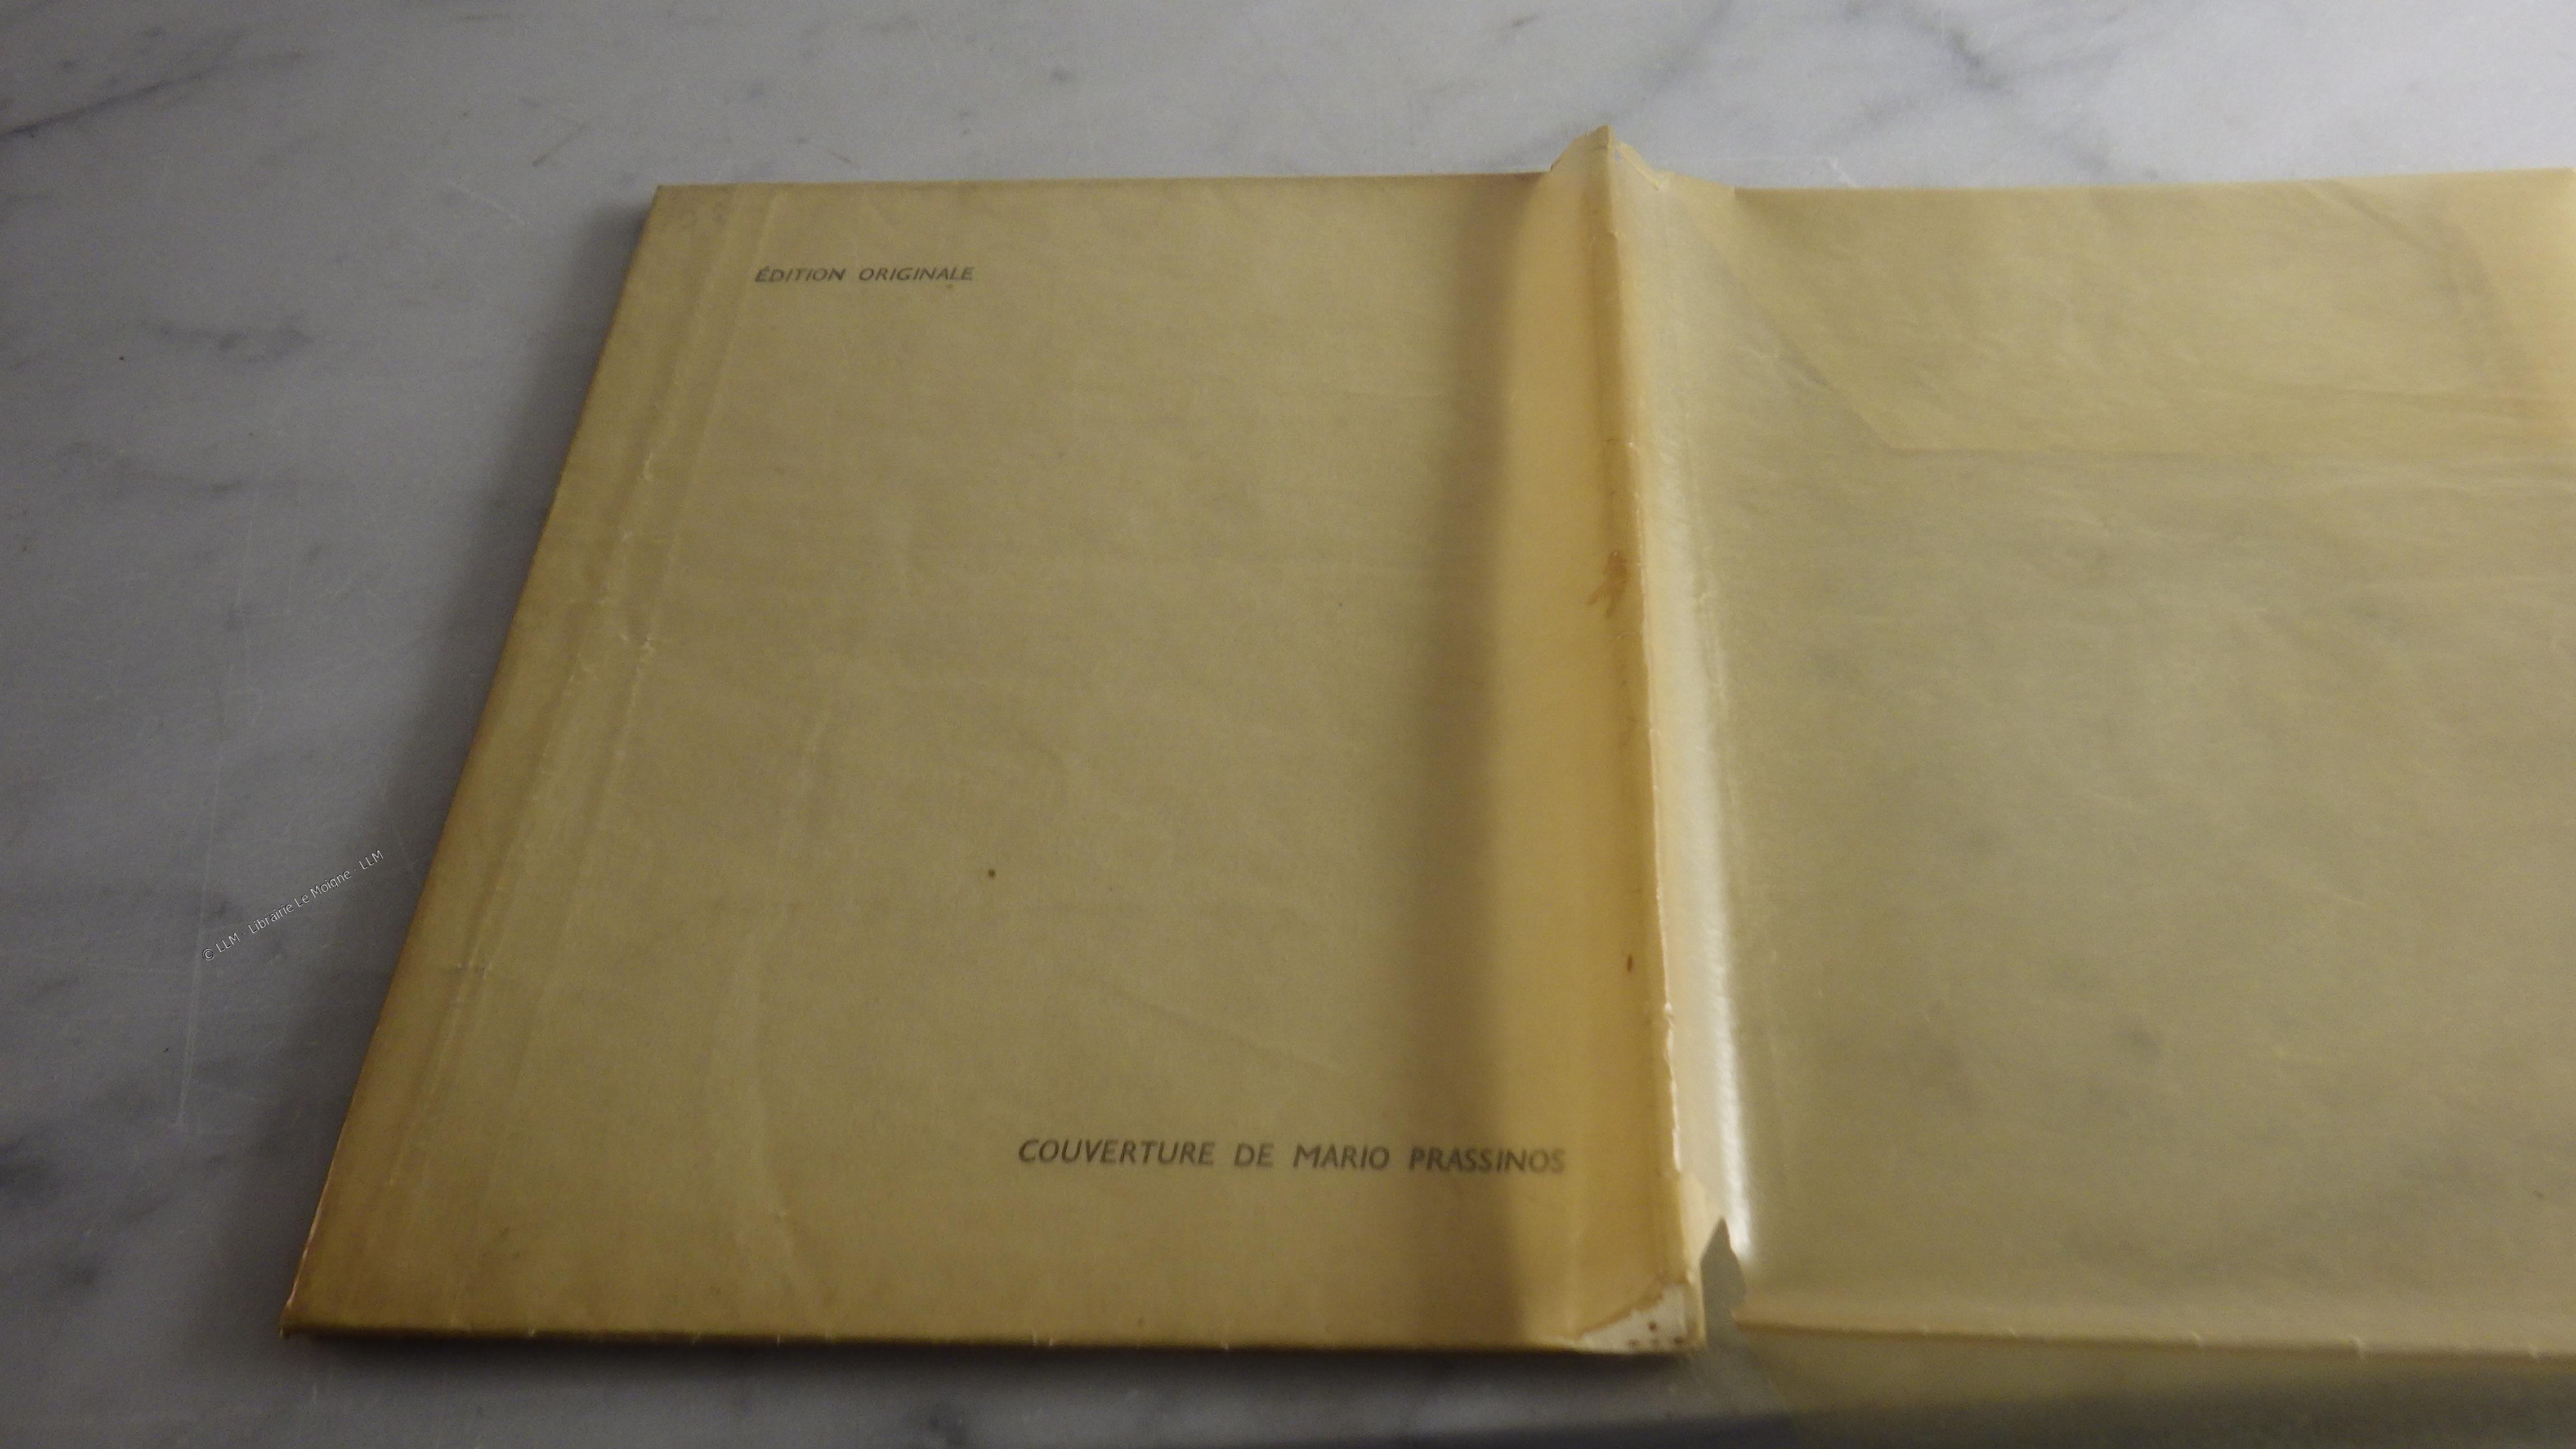 ÉDITION ORIGINALE
© LLM - Librairie Le Moigne - LLM
COUVERTURE DE MARIO PRASSINOS